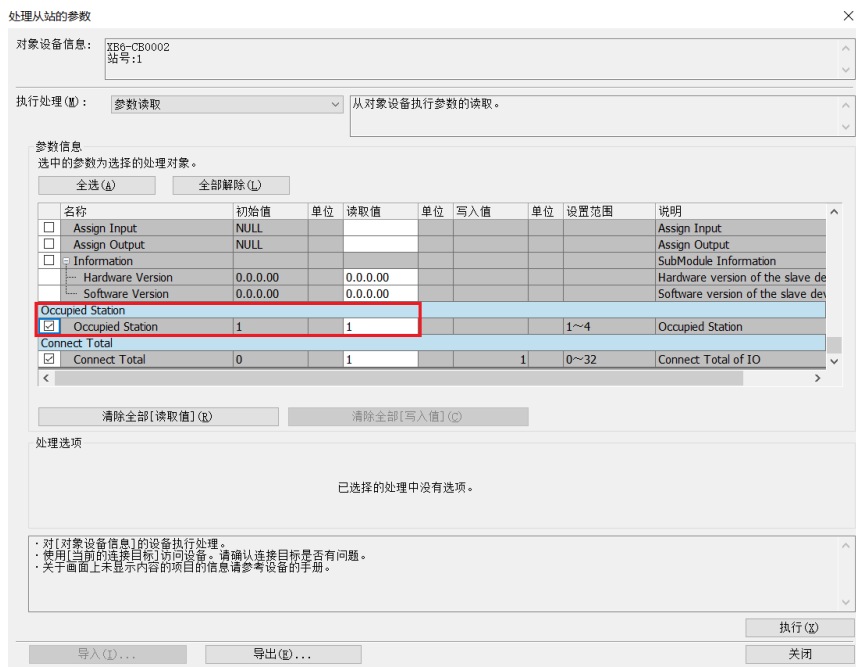 处理从站的参数
对象设备信息:
XB6-CB0002
站号:1
执行处理(M): 参数读取
从对象设备执行参数的读取。
参数信息
选中的参数为选择的处理对象。
全选(A) 全部解除(L)
名称 初始值 单位 读取值 单位 写入值 单位 设置范围 说明
Assign Input NULL Assign Input
Assign Output NULL Assign Output
Information SubModule Information
Hardware Version 0.0.0.00 0.0.0.00 Hardware version of the slave de
Software Version 0.0.0.00 0.0.0.00 Software version of the slave dev
Occupied Station
Occupied Station 1 1 1~4 Occupied Station
Connect Total
Connect Total 0 1 1 0~32 Connect Total of IO
清除全部[读取值](R) 清除全部[写入值](C)
处理选项
已选择的处理中没有选项。
·对[对象设备信息]的设备执行处理。
·使用[当前的连接目标]访问设备。请确认连接目标是否有问题。
·关于画面上未显示内容的项目的信息请参考设备的手册。
执行(X)
导入(I)... 导出(E)... 关闭